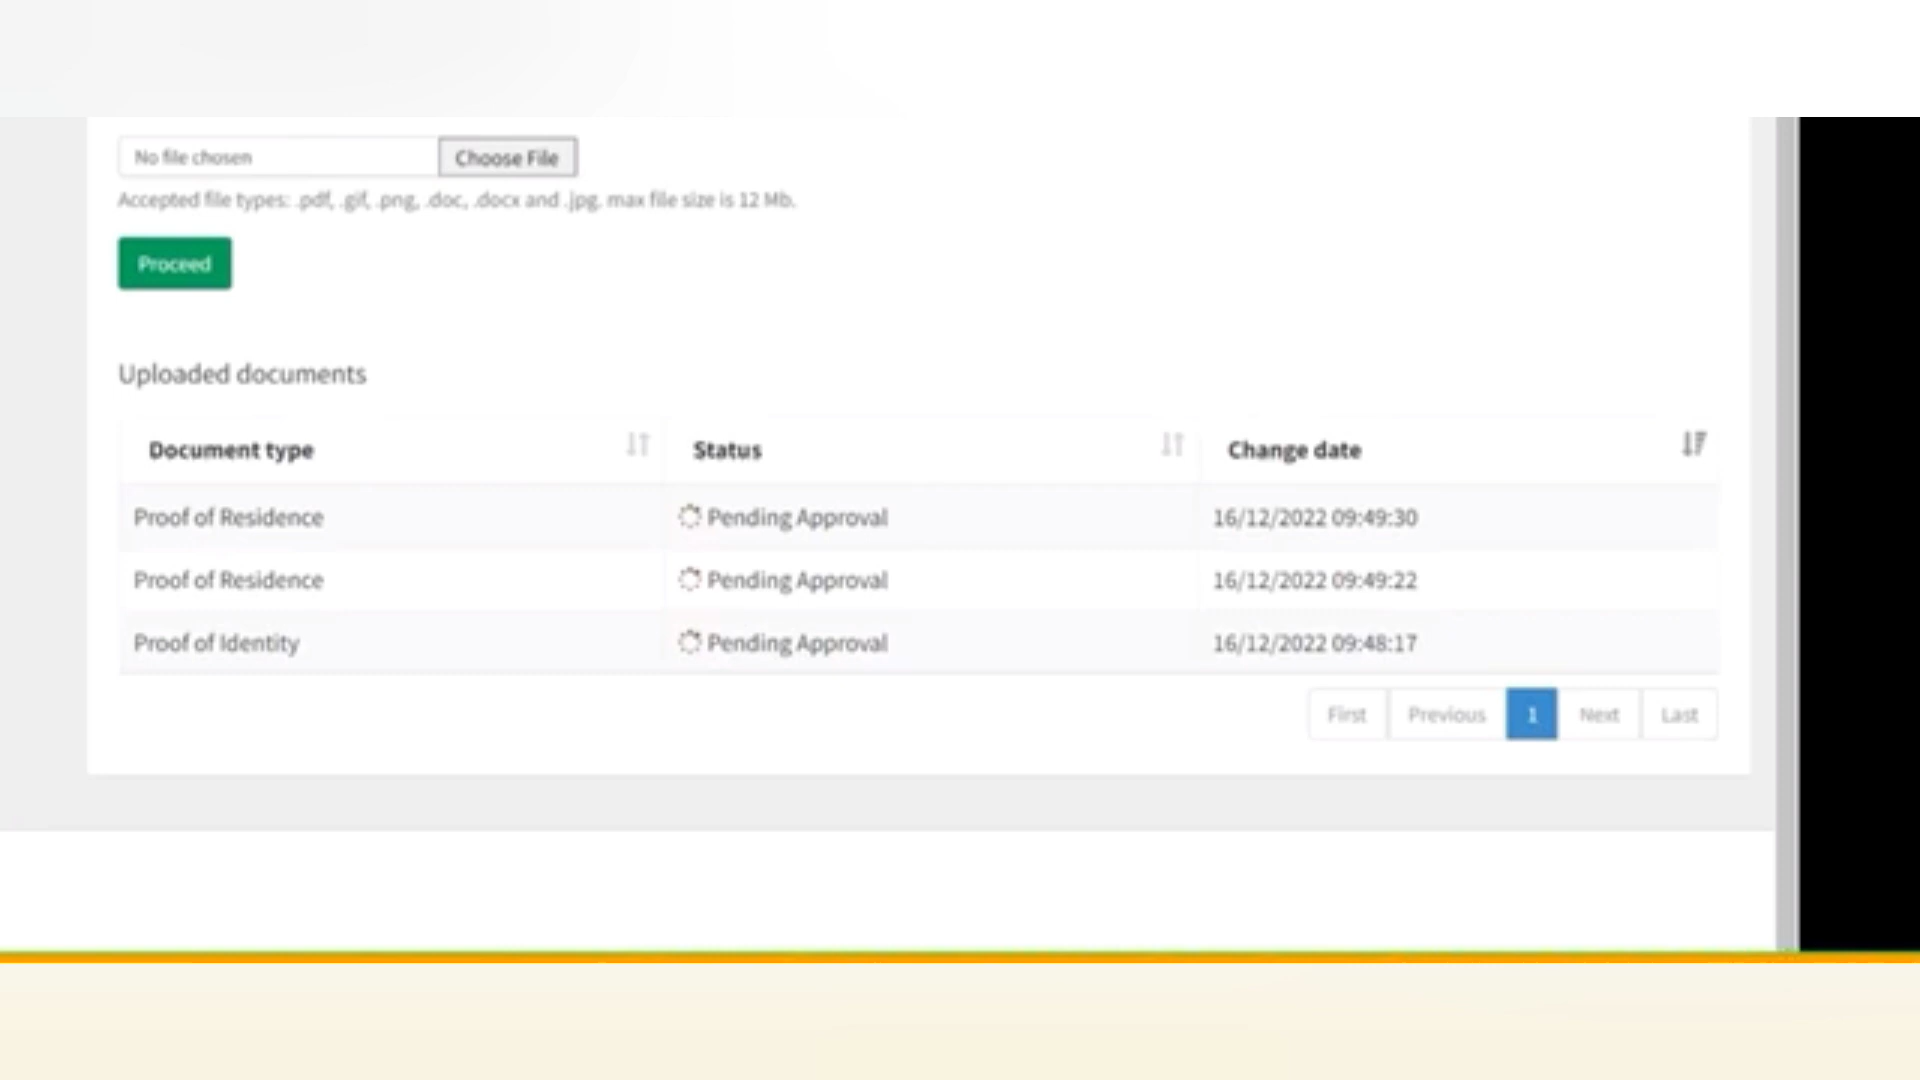 No file chosen Choose File
Accepted file types: .pdf, .gif, .png, .doc, .docx and .jpg. max file size is 12 Mb.
Proceed
Uploaded documents
Document type Status Change date
Proof of Residence Pending Approval 16/12/2022 09:49:30
Proof of Residence Pending Approval 16/12/2022 09:49:22
Proof of Identity Pending Approval 16/12/2022 09:48:17
First Previous 1 Next Last